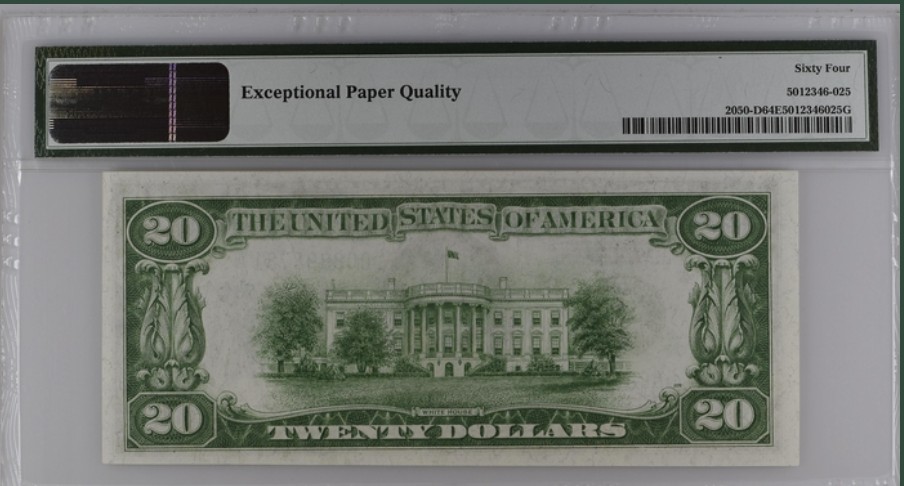 Exceptional Paper Quality
Sixty Four
5012346-025
2050-D64E5012346025G
20 THE UNITED STATES OF AMERICA 20
WHITE HOUSE
20 TWENTY DOLLARS 20